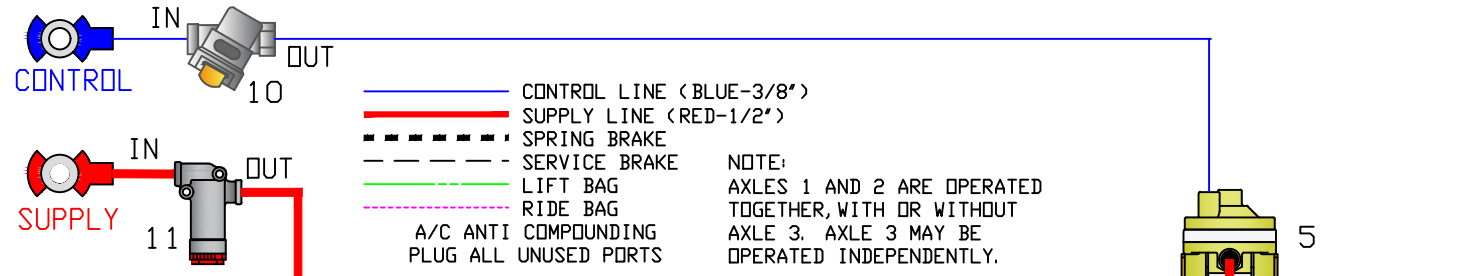 IN
OUT
CONTROL
10
CONTROL LINE (BLUE-3/8")
SUPPLY LINE (RED-1/2")
SPRING BRAKE
SERVICE BRAKE
LIFT BAG
RIDE BAG
A/C ANTI COMPOUNDING
PLUG ALL UNUSED PORTS
NOTE:
AXLES 1 AND 2 ARE OPERATED
TOGETHER, WITH OR WITHOUT
AXLE 3. AXLE 3 MAY BE
OPERATED INDEPENDENTLY.
IN
OUT
SUPPLY
11
5